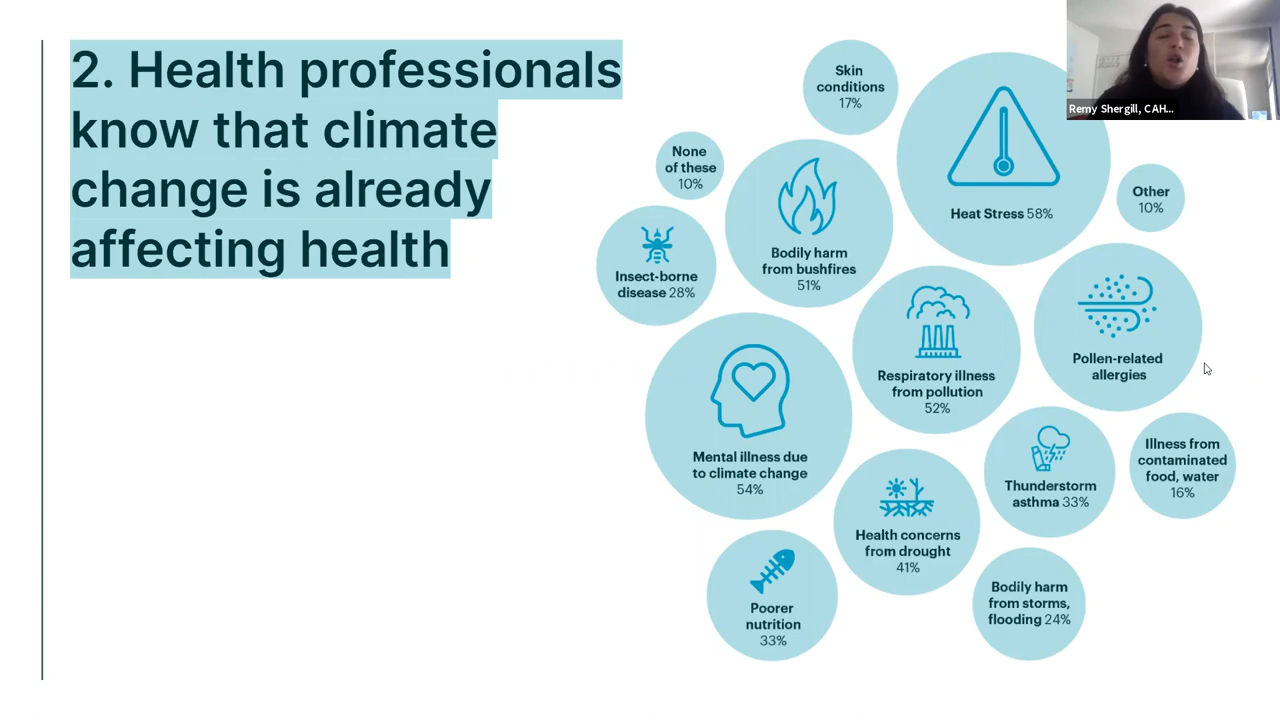 2. Health professionals
know that climate
change is already
affecting health
Skin
conditions
17%
Remy Shergill, CAH...
None
of these
10%
Other
10%
Heat Stress 58%
Bodily harm
from bushfires
51%
Insect-borne
disease 28%
Pollen-related
allergies
Respiratory illness
from pollution
52%
Mental illness due
to climate change
54%
Illness from
contaminated
food, water
16%
Thunderstorm
asthma 33%
Health concerns
from drought
41%
Poorer
nutrition
33%
Bodily harm
from storms,
flooding 24%